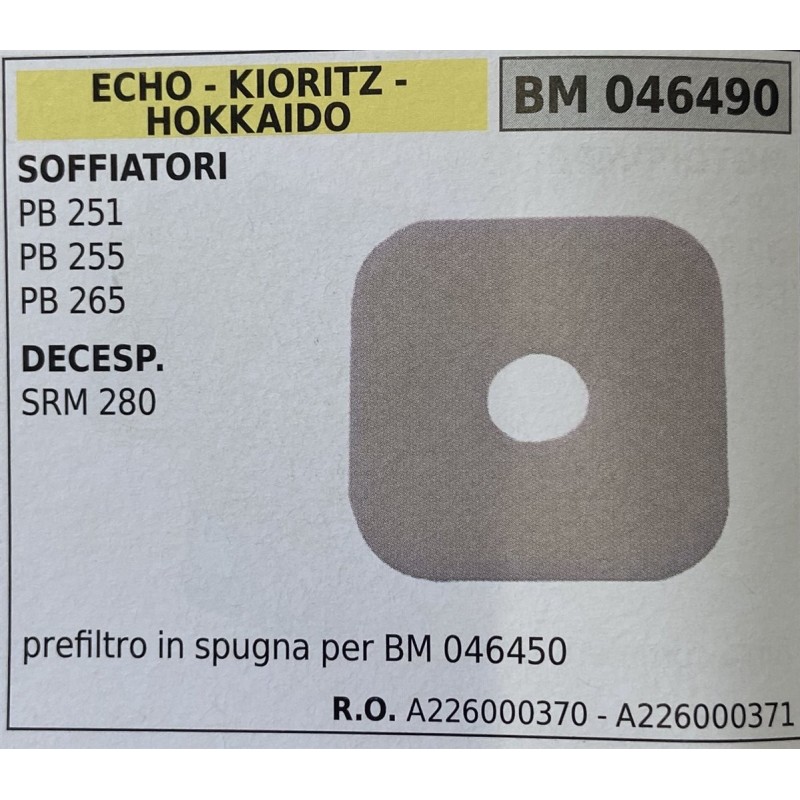 ECHO - KIORITZ -
HOKKAIDO
BM 046490
SOFFIATORI
PB 251
PB 255
PB 265
DECESP.
SRM 280
prefiltro in spugna per BM 046450
R.O. A226000370 - A226000371